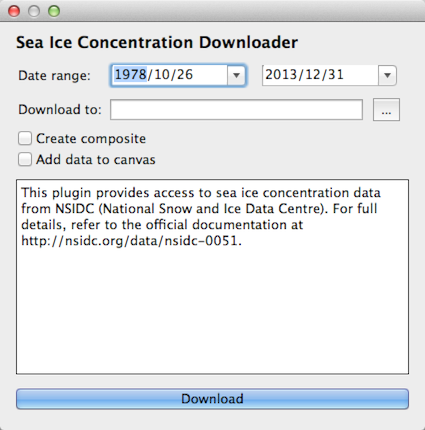 Sea Ice Concentration Downloader
Date range: 1978/10/26 2013/12/31
Download to: ...
Create composite
Add data to canvas
This plugin provides access to sea ice concentration data
from NSIDC (National Snow and Ice Data Centre). For full
details, refer to the official documentation at
http://nsidc.org/data/nsidc-0051.
Download